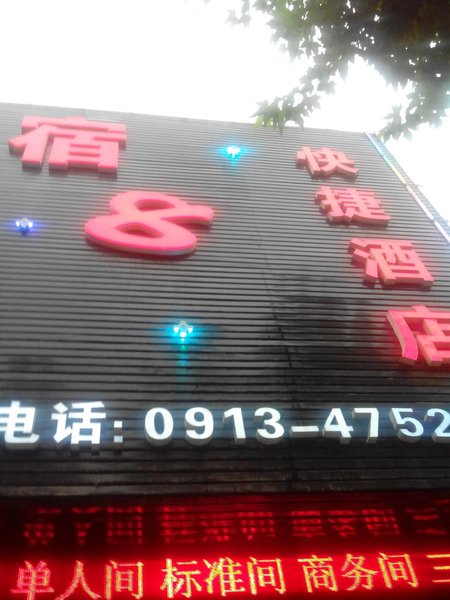 宿8
快捷酒店
电话: 0913-4752
单人间 标准间 商务间 三